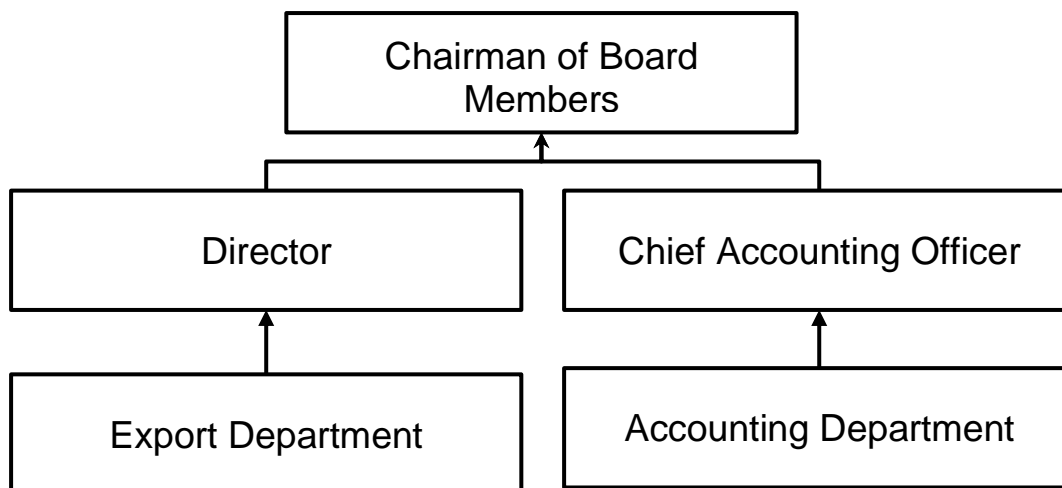 Chairman of Board
Members
Director
Chief Accounting Officer
Export Department
Accounting Department